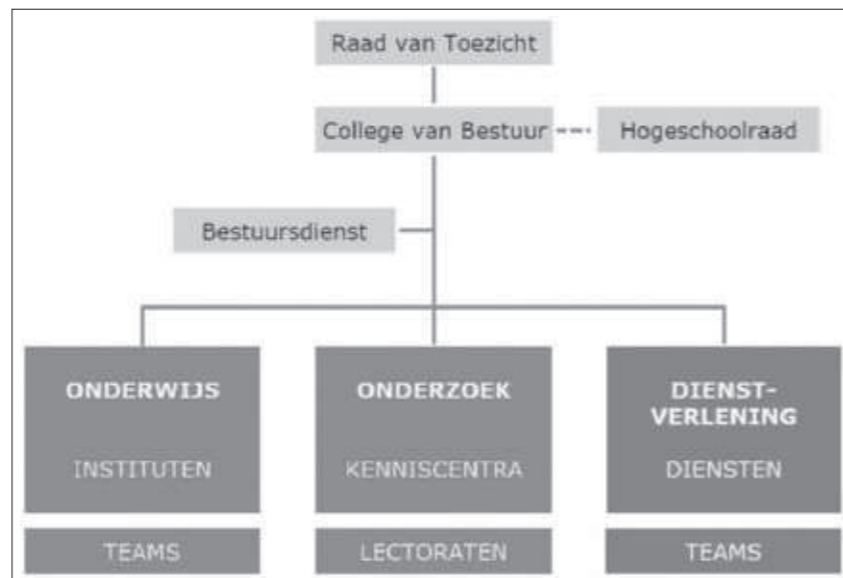 Raad van Toezicht
College van Bestuur
Hogeschoolraad
Bestuursdienst
ONDERWIJS
INSTITUTEN
ONDERZOEK
KENNISCENTRA
DIENST-
VERLENING
DIENSTEN
TEAMS
LECTORATEN
TEAMS